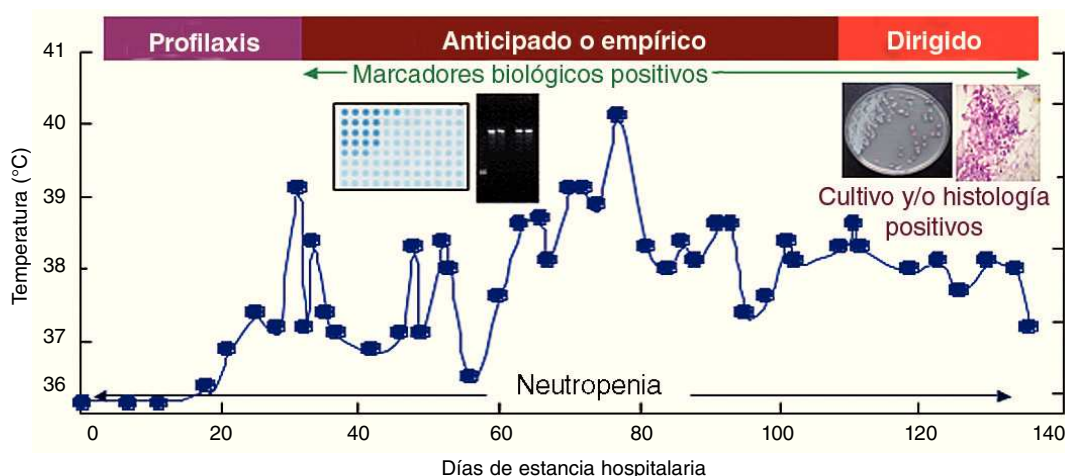 Profilaxis
Anticipado o empírico
Dirigido
Marcadores biológicos positivos
Cultivo y/o histología
positivos
Neutropenia
Temperatura (°C)
41
40
39
38
37
36
0 20 40 60 80 100 120 140
Días de estancia hospitalaria